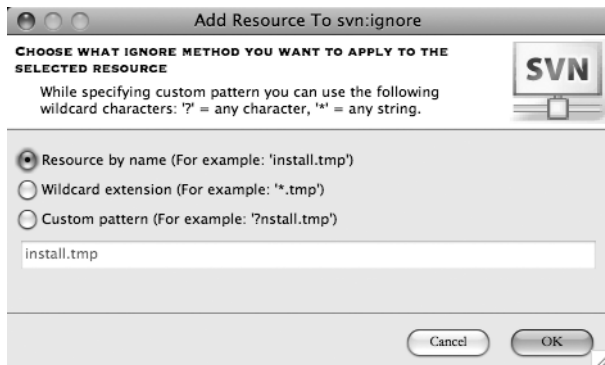 Add Resource To svn:ignore
CHOOSE WHAT IGNORE METHOD YOU WANT TO APPLY TO THE
SELECTED RESOURCE
While specifying custom pattern you can use the following
wildcard characters: '?' = any character, '*' = any string.
SVN
Resource by name (For example: 'install.tmp')
Wildcard extension (For example: '*.tmp')
Custom pattern (For example: '?nstall.tmp')
install.tmp
Cancel
OK